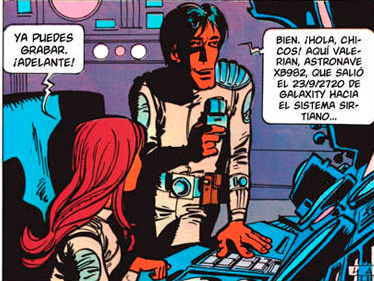 YA PUEDES
GRABAR.
¡ADELANTE!
BIEN. ¡HOLA, CHI-
COS! AQUÍ VALE-
RIAN, ASTRONAVE
XB982, QUE SALIÓ
EL 23/9/2720 DE
GALAXITY HACIA
EL SISTEMA SIR-
TIANO...